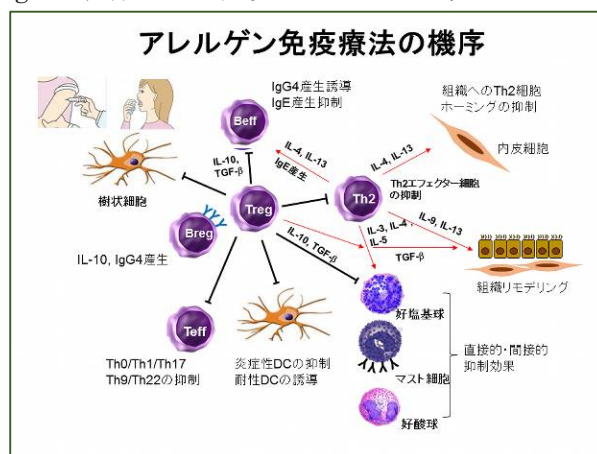 アレルゲン免疫療法の機序
IgG4産生誘導
IgE産生抑制
Beff
組織へのTh2細胞
ホーミングの抑制
IL-4, IL-13
IgE産生
IL-4, IL-13
内皮細胞
IL-10,
TGF-β
樹状細胞
Treg
Th2
Th2エフェクター細胞
の抑制
Breg
IL-10, IgG4産生
IL-10, TGF-β
IL-3, IL-4,
IL-5
IL-9, IL-13
TGF-β
組織リモデリング
Teff
好塩基球
Th0/Th1/Th17
Th9/Th22の抑制
炎症性DCの抑制
耐性DCの誘導
マスト細胞
直接的・間接的
抑制効果
好酸球